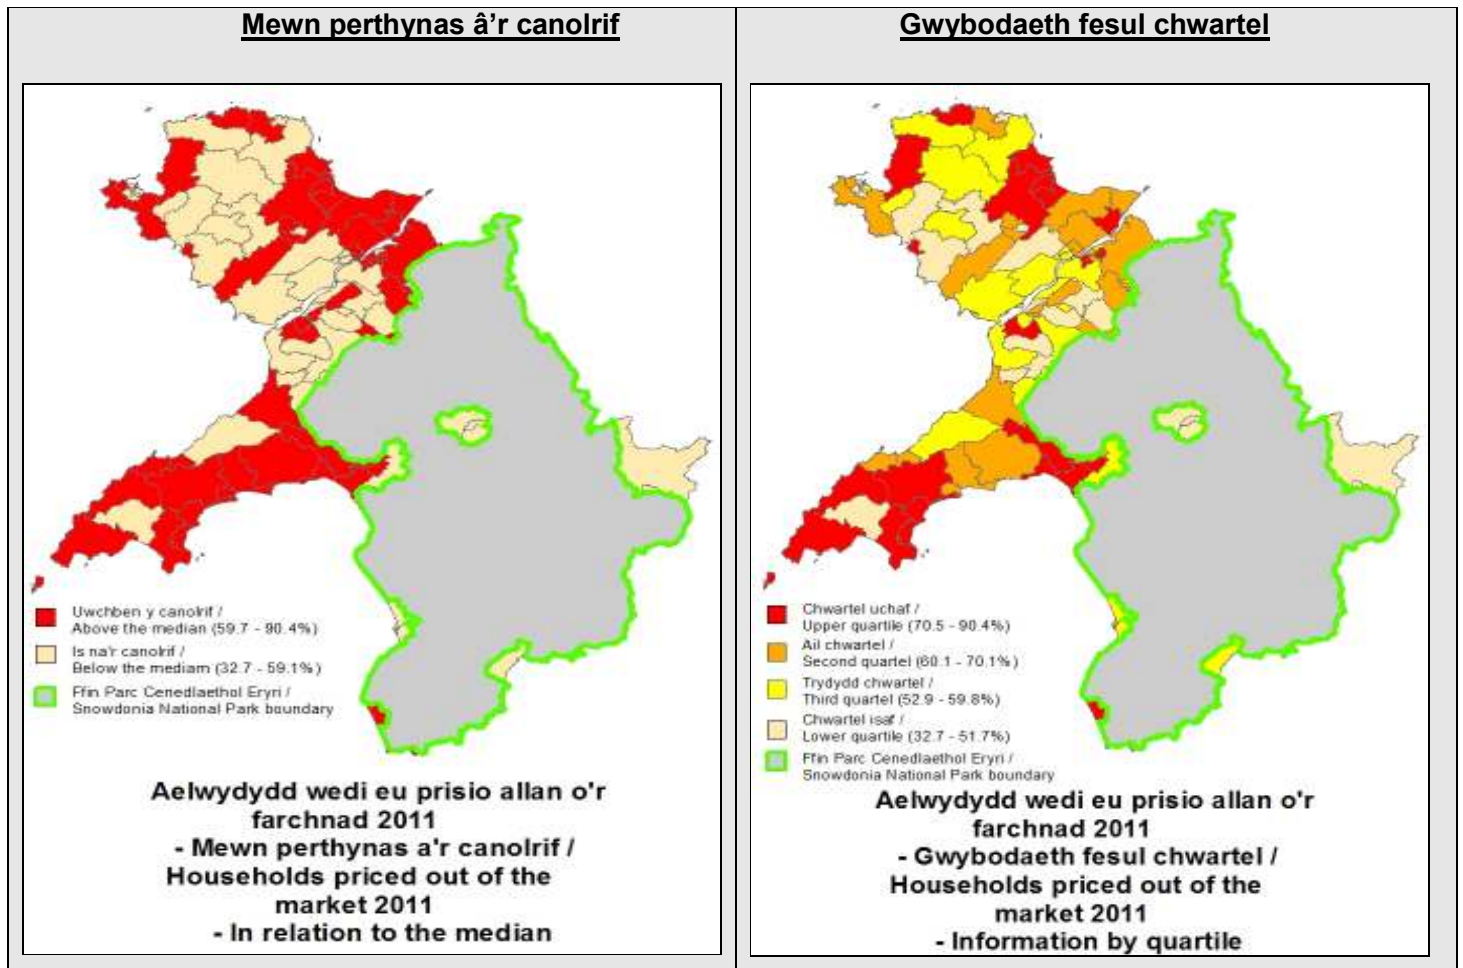 Mewn perthynas â'r canolrif
Uwchben y canolrif /
Above the median (59.7 - 90.4%)
Is na'r canolrif /
Below the mediam (32.7 - 59.1%)
Ffin Parc Cenedlaethol Eryri /
Snowdonia National Park boundary
Aelwydydd wedi eu prisio allan o'r
farchnad 2011
- Mewn perthynas a'r canolrif /
Households priced out of the
market 2011
- In relation to the median
Gwybodaeth fesul chwartel
Chwartel uchaf /
Upper quartile (70.5 - 90.4%)
Ail chwartel /
Second quartel (60.1 - 70.1%)
Trydydd chwartel /
Third quartel (52.9 - 59.8%)
Chwartel isaf /
Lower quartile (32.7 - 51.7%)
Ffin Parc Cenedlaethol Eryri /
Snowdonia National Park boundary
Aelwydydd wedi eu prisio allan o'r
farchnad 2011
- Gwybodaeth fesul chwartel /
Households priced out of the
market 2011
- Information by quartile